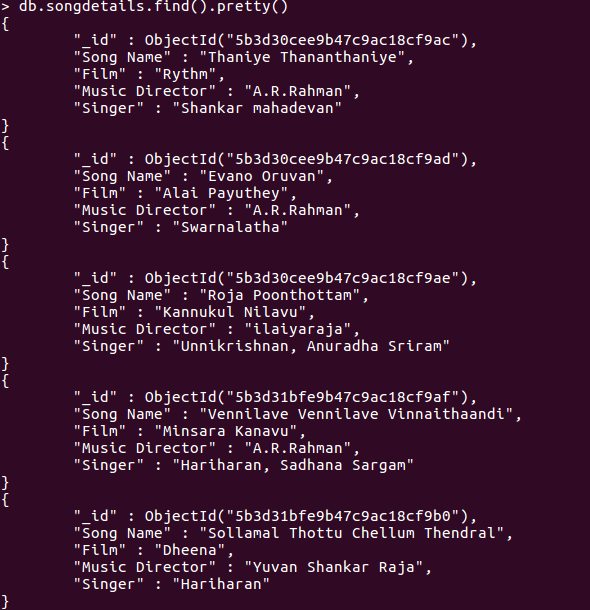 > db.songdetails.find().pretty()
{
        "_id" : ObjectId("5b3d30cee9b47c9ac18cf9ac"),
        "Song Name" : "Thaniye Thananthaniye",
        "Film" : "Rythm",
        "Music Director" : "A.R.Rahman",
        "Singer" : "Shankar mahadevan"
}
{
        "_id" : ObjectId("5b3d30cee9b47c9ac18cf9ad"),
        "Song Name" : "Evano Oruvan",
        "Film" : "Alai Payuthey",
        "Music Director" : "A.R.Rahman",
        "Singer" : "Swarnalatha"
}
{
        "_id" : ObjectId("5b3d30cee9b47c9ac18cf9ae"),
        "Song Name" : "Roja Poonthottam",
        "Film" : "Kannukul Nilavu",
        "Music Director" : "ilaiyaraja",
        "Singer" : "Unnikrishnan, Anuradha Sriram"
}
{
        "_id" : ObjectId("5b3d31bfe9b47c9ac18cf9af"),
        "Song Name" : "Vennilave Vennilave Vinnaithaandi",
        "Film" : "Minsara Kanavu",
        "Music Director" : "A.R.Rahman",
        "Singer" : "Hariharan, Sadhana Sargam"
}
{
        "_id" : ObjectId("5b3d31bfe9b47c9ac18cf9b0"),
        "Song Name" : "Sollamal Thottu Chellum Thendral",
        "Film" : "Dheena",
        "Music Director" : "Yuvan Shankar Raja",
        "Singer" : "Hariharan"
}